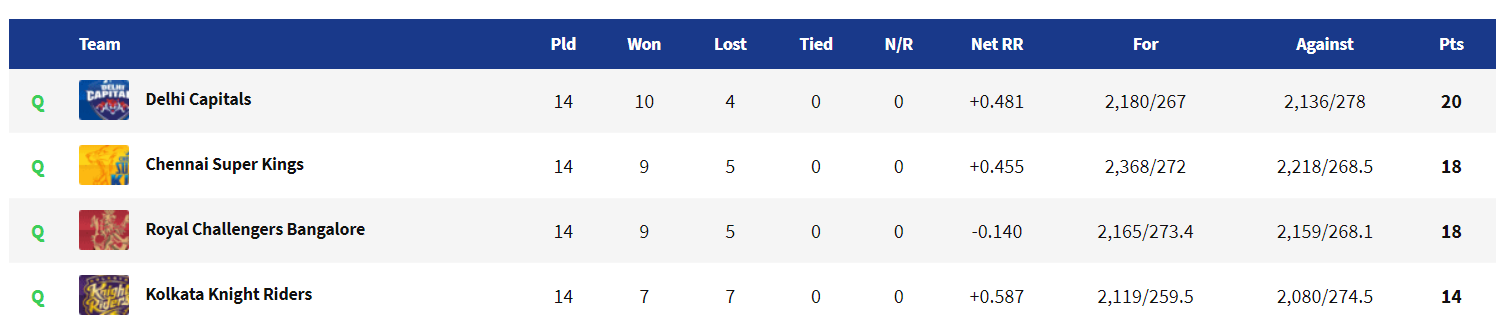 Team Pld Won Lost Tied N/R Net RR For Against Pts
Q DELHI CAPITAL Delhi Capitals 14 10 4 0 0 +0.481 2,180/267 2,136/278 20
Q Chennai Super Kings 14 9 5 0 0 +0.455 2,368/272 2,218/268.5 18
Q Royal Challengers Bangalore 14 9 5 0 0 -0.140 2,165/273.4 2,159/268.1 18
Q Knight Rider Kolkata Knight Riders 14 7 7 0 0 +0.587 2,119/259.5 2,080/274.5 14